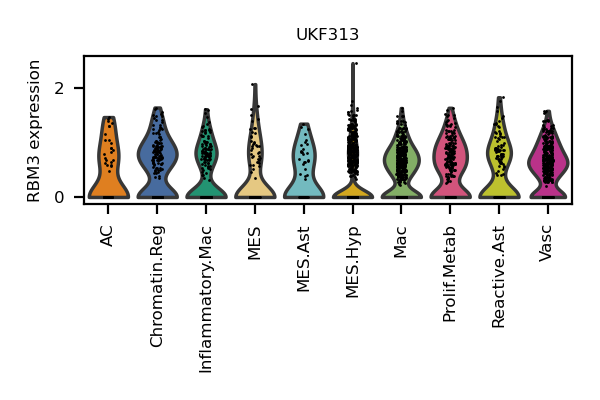 UKF313
RBM3 expression
2
0
AC
Chromatin.Reg
Inflammatory.Mac
MES
MES.Ast
MES.Hyp
Mac
Prolif.Metab
Reactive.Ast
Vasc